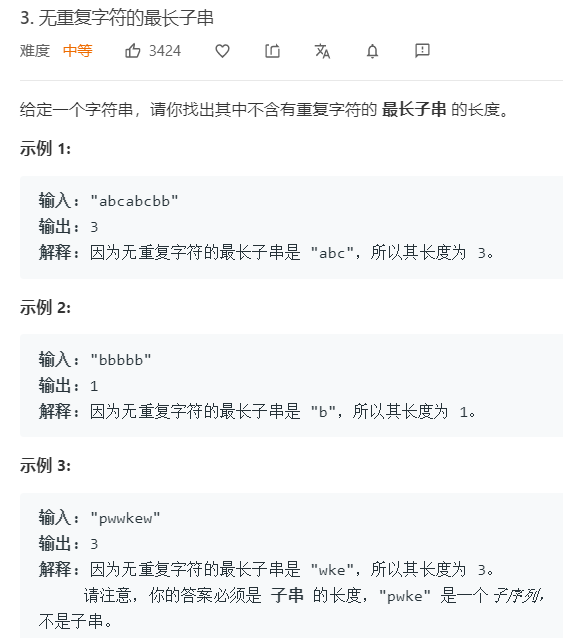 3. 无重复字符的最长子串
难度 中等 3424
给定一个字符串，请你找出其中不含有重复字符的 最长子串 的长度。
示例 1:
输入: "abcabcbb"
输出: 3
解释: 因为无重复字符的最长子串是 "abc"，所以其长度为 3。
示例 2:
输入: "bbbbb"
输出: 1
解释: 因为无重复字符的最长子串是 "b"，所以其长度为 1。
示例 3:
输入: "pwwkew"
输出: 3
解释: 因为无重复字符的最长子串是 "wke"，所以其长度为 3。
请注意，你的答案必须是 子串 的长度，"pwke" 是一个子序列，
不是子串。